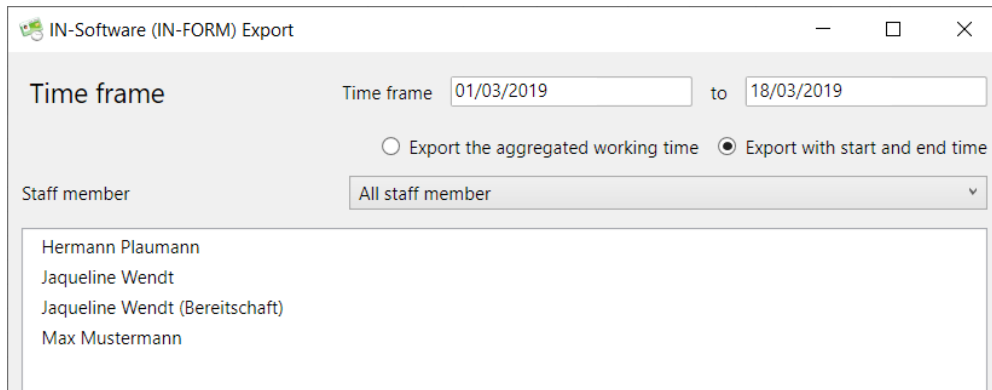 IN-Software (IN-FORM) Export
Time frame Time frame 01/03/2019 to 18/03/2019
Export the aggregated working time Export with start and end time
Staff member All staff member
Hermann Plaumann
Jaqueline Wendt
Jaqueline Wendt (Bereitschaft)
Max Mustermann